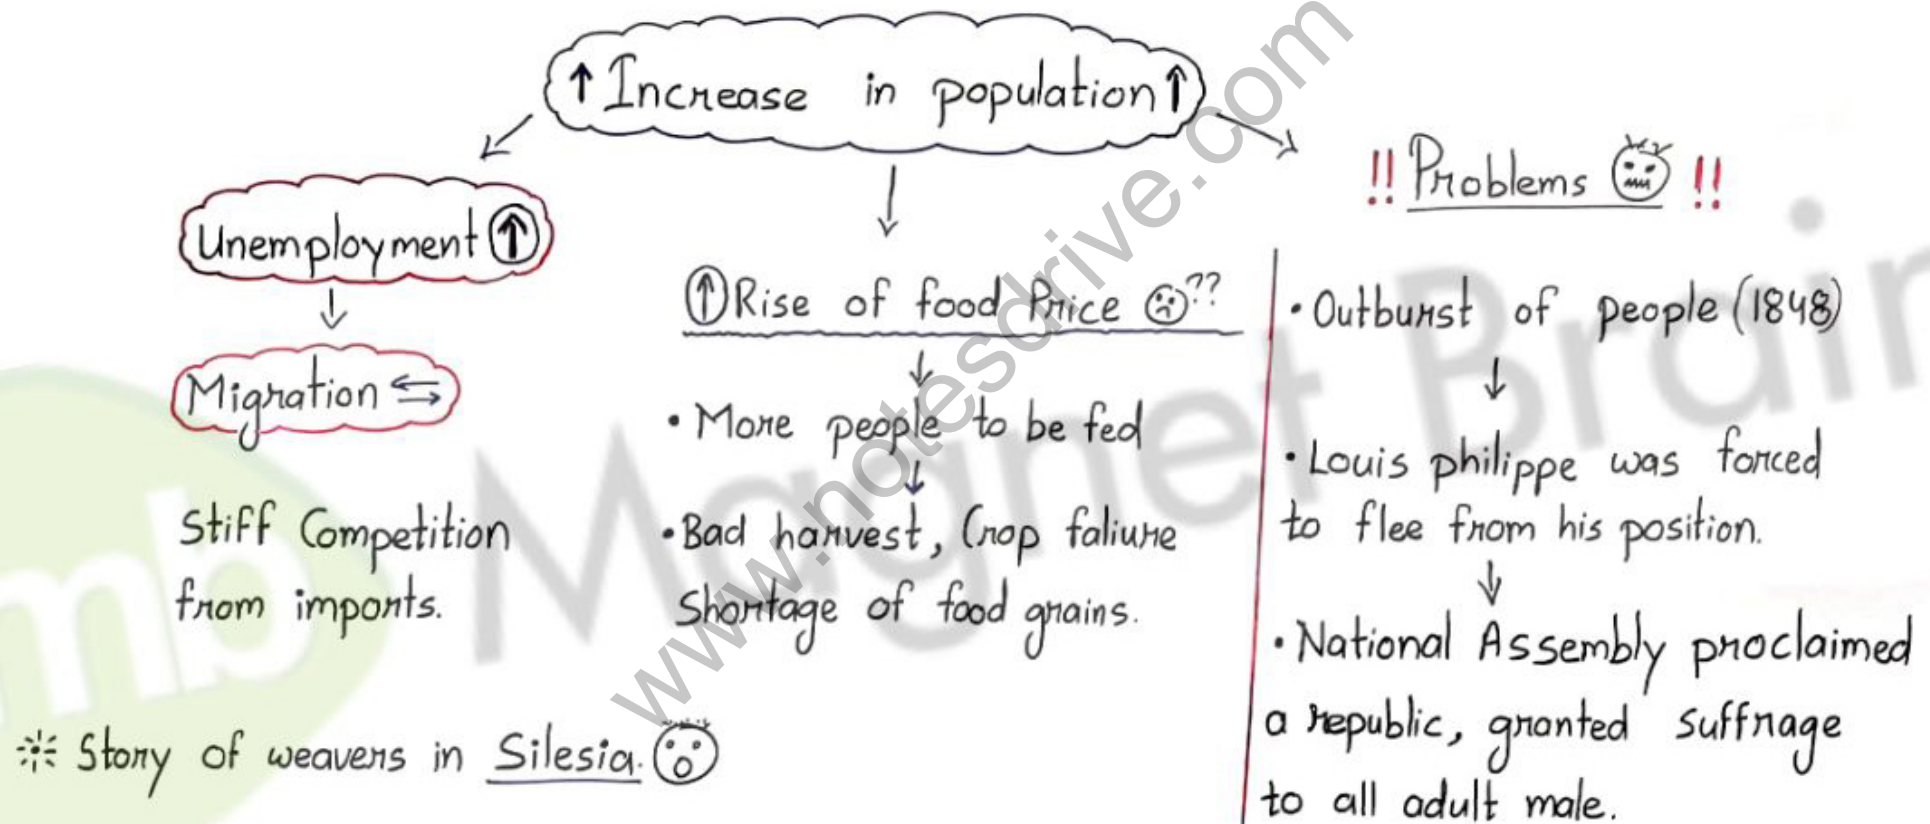 ↑ Increase in population ↑
Unemployment ↑
↓
Migration ⇆
Stiff Competition
from imports.
↑ Rise of food Price ??
↓
• More people to be fed
↓
• Bad harvest, Crop faliure
Shortage of food grains.
!! Problems !!
• Outburst of people (1848)
↓
• Louis philippe was forced
to flee from his position.
↓
• National Assembly proclaimed
a republic, granted suffrage
to all adult male.
Story of weavers in Silesia.
www.notesdrive.com
mb Magnet Brain